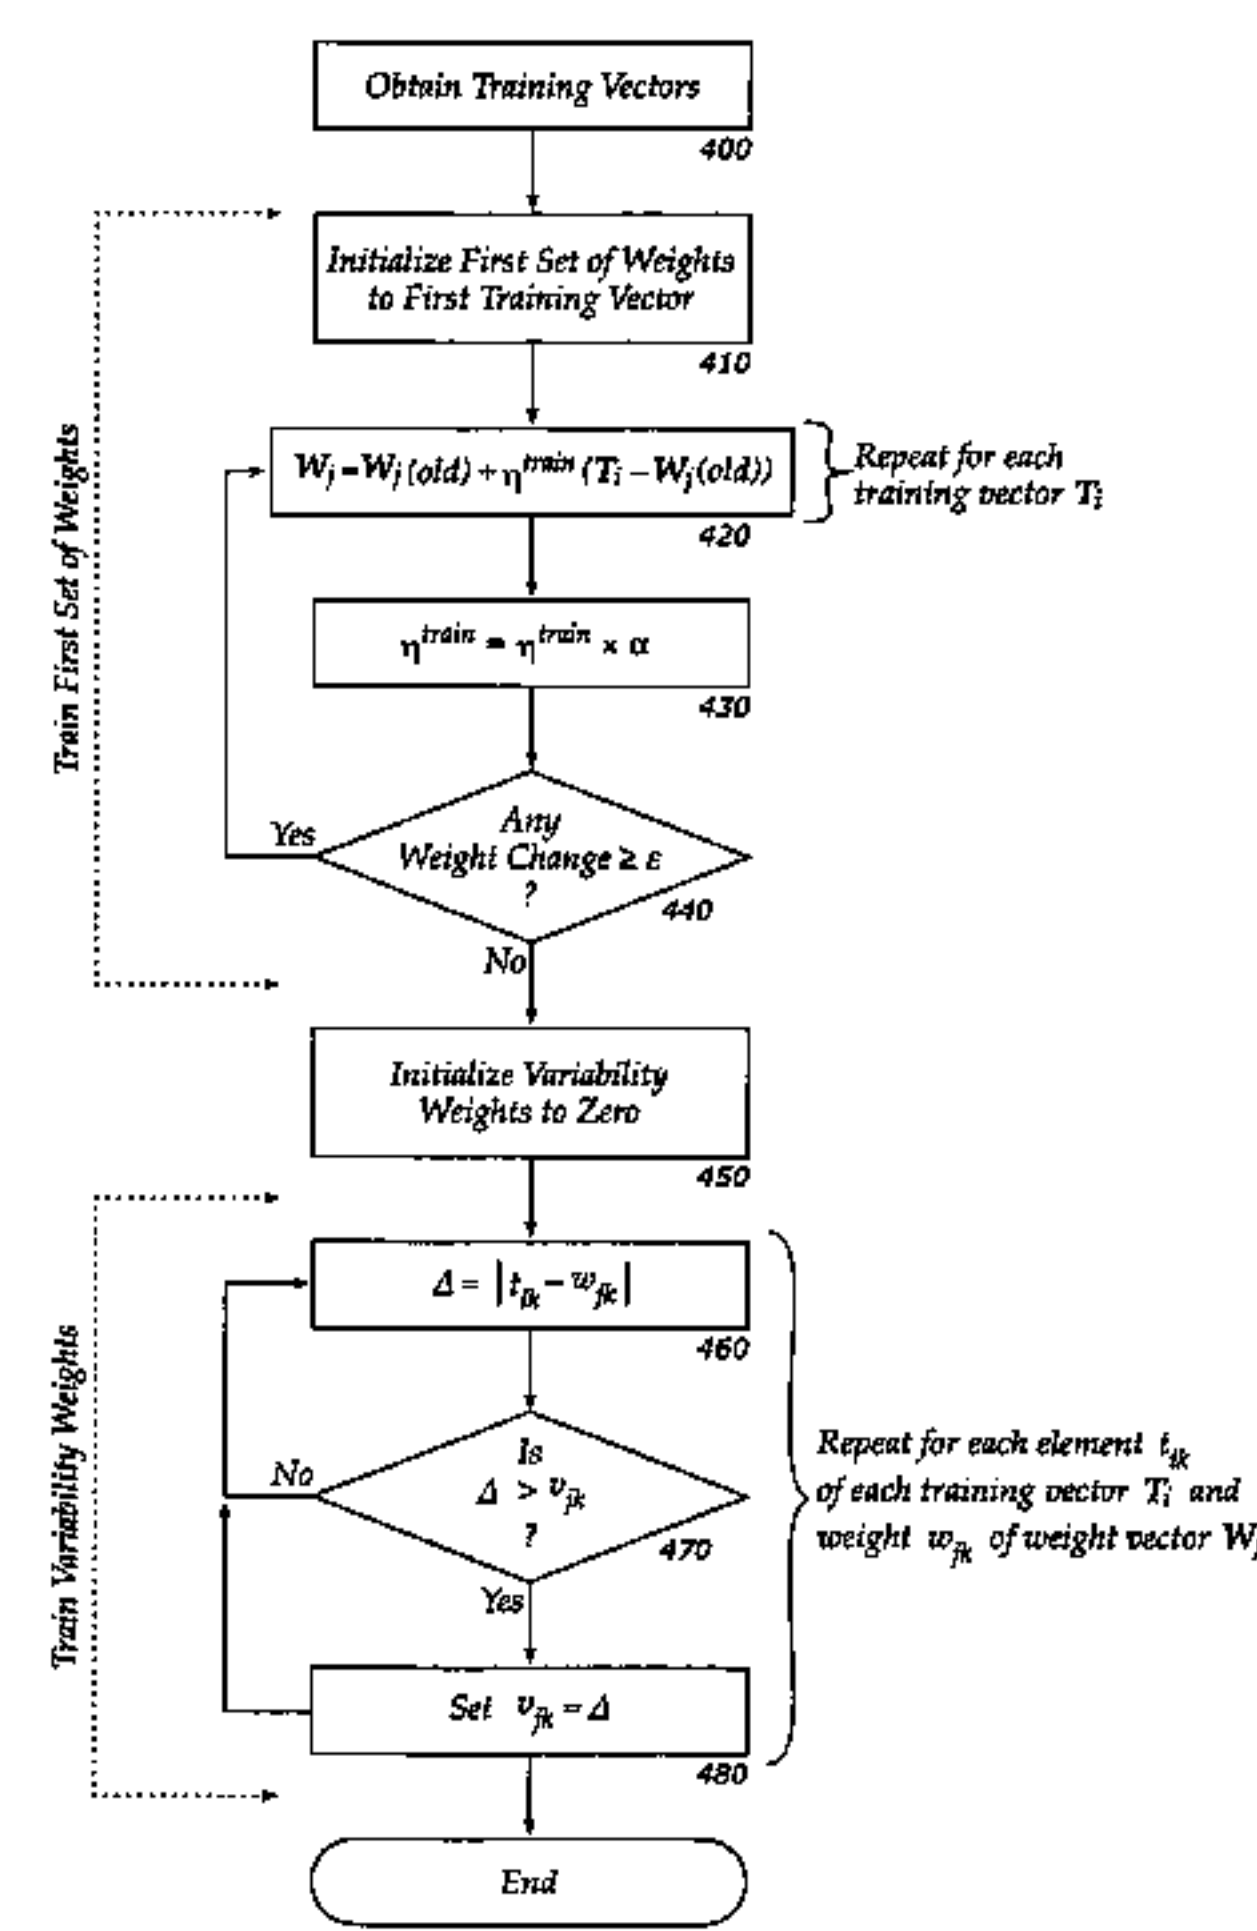 Obtain Training Vectors
400
Initialize First Set of Weights
to First Training Vector
410
Train First Set of Weights
W_j = W_j(old) + η^train (T_i − W_j(old))
420
Repeat for each
training vector T_i
η^train = η^train × α
430
Any
Weight Change ≥ ε
?
440
Yes
No
Initialize Variability
Weights to Zero
450
Train Variability Weights
Δ = | t_ik − w_jk |
460
Is
Δ > v_jk
?
470
No
Yes
Repeat for each element t_ik
of each training vector T_i and
weight w_jk of weight vector W_j
Set v_jk = Δ
480
End